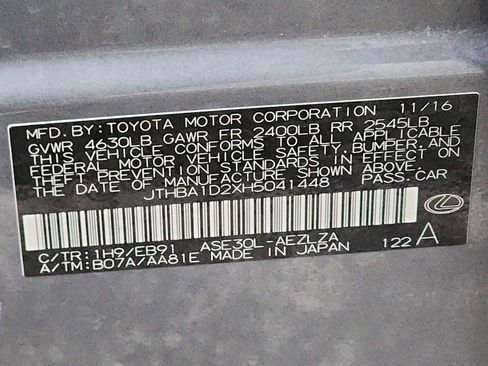 MFD. BY: TOYOTA MOTOR CORPORATION 11/16
GVWR 4630LB GAWR FR 2400LB RR 2545LB
THIS VEHICLE CONFORMS TO ALL APPLICABLE
FEDERAL MOTOR VEHICLE SAFETY, BUMPER, AND
THEFT PREVENTION STANDARDS IN EFFECT ON
THE DATE OF MANUFACTURE SHOWN ABOVE.
JTHBA1D2XH5041448 PASS. CAR
C/TR: 1H9/EB91 ASE30L-AEZLZA
A/TM: B07A/AA81E MADE IN JAPAN 122 A